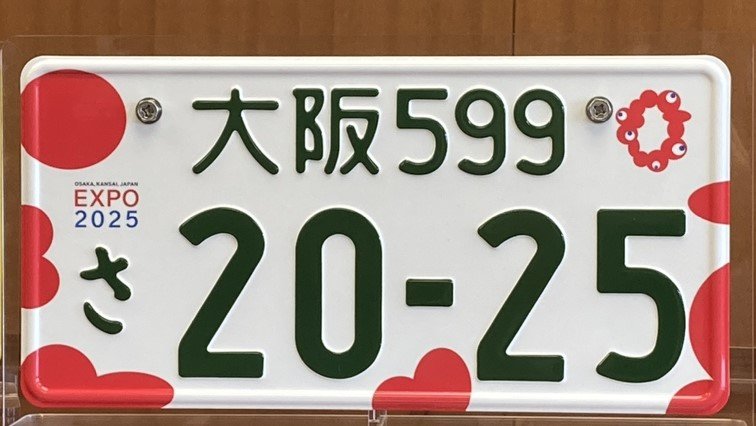 大阪599
OSAKA, KANSAI, JAPAN
EXPO
2025
さ 20-25